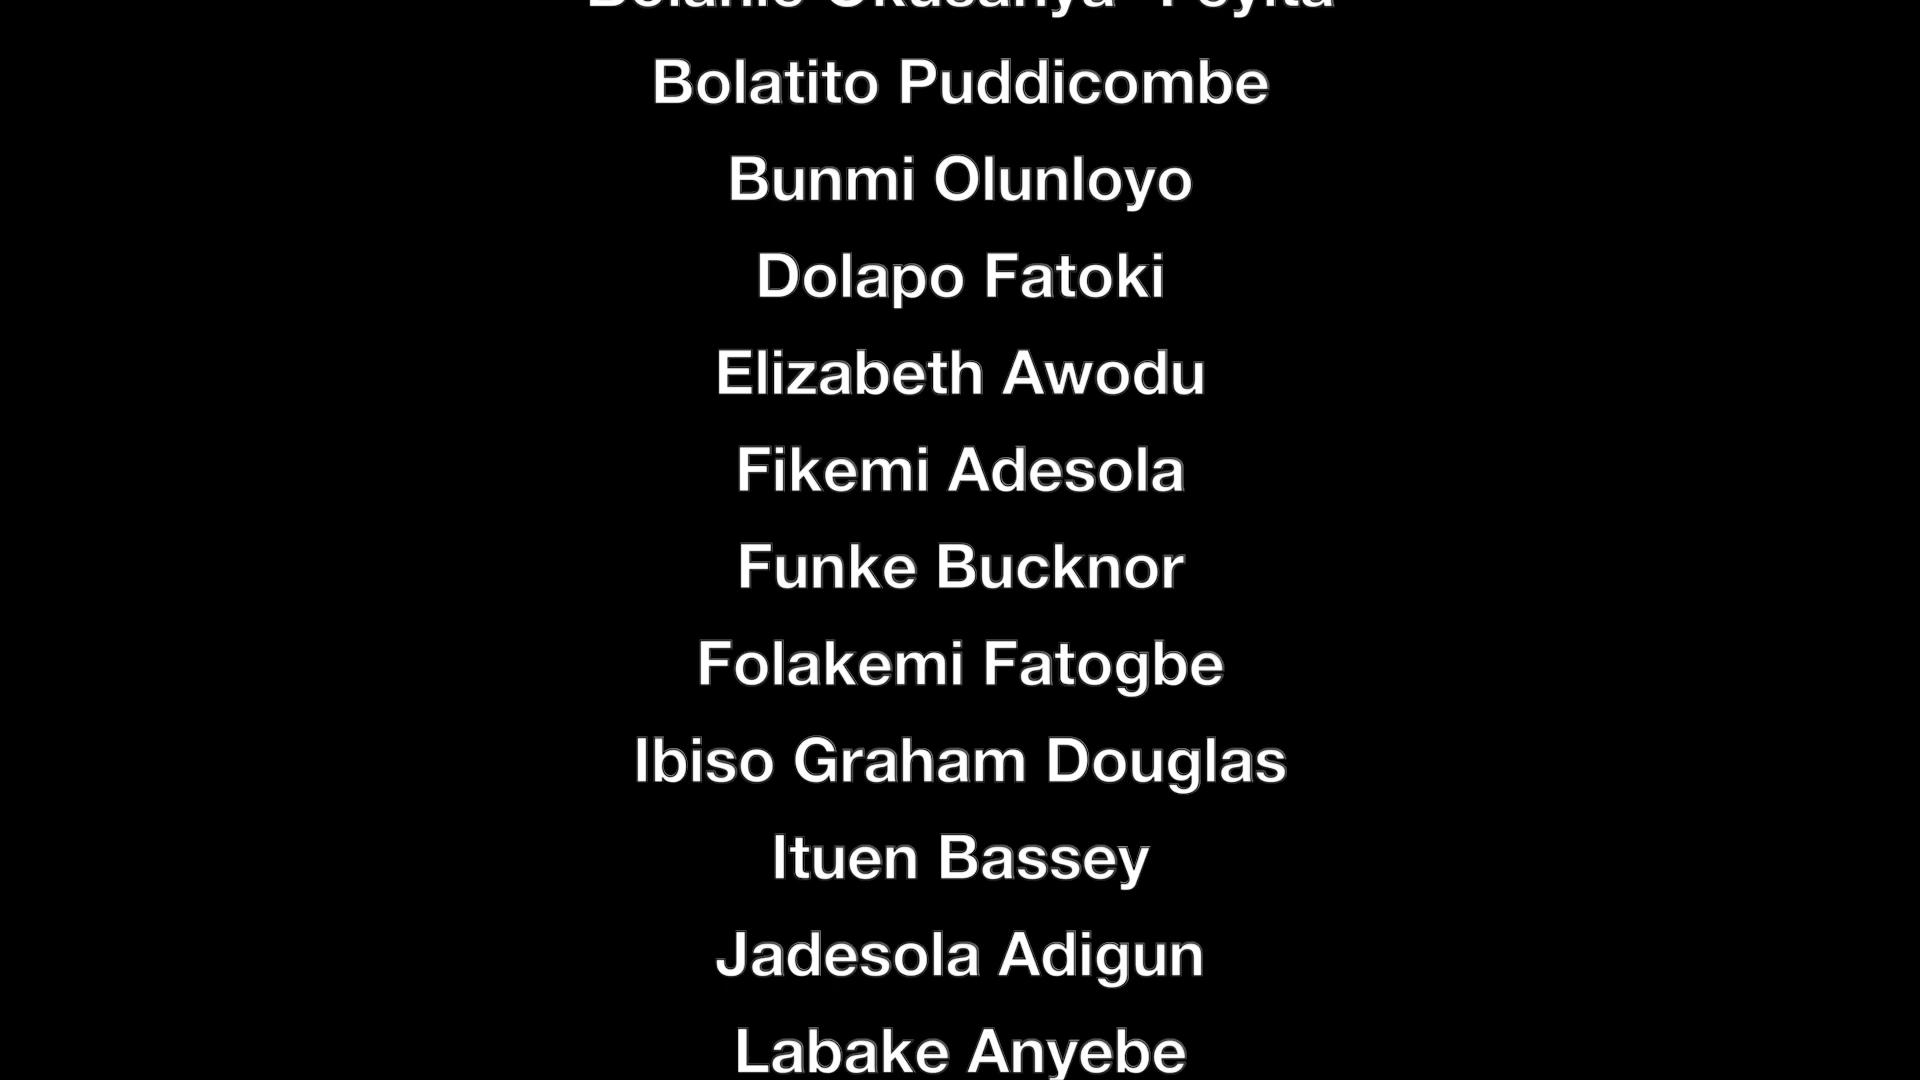 Bolatito Puddicombe
Bunmi Olunloyo
Dolapo Fatoki
Elizabeth Awodu
Fikemi Adesola
Funke Bucknor
Folakemi Fatogbe
Ibiso Graham Douglas
Ituen Bassey
Jadesola Adigun
Labake Anyebe